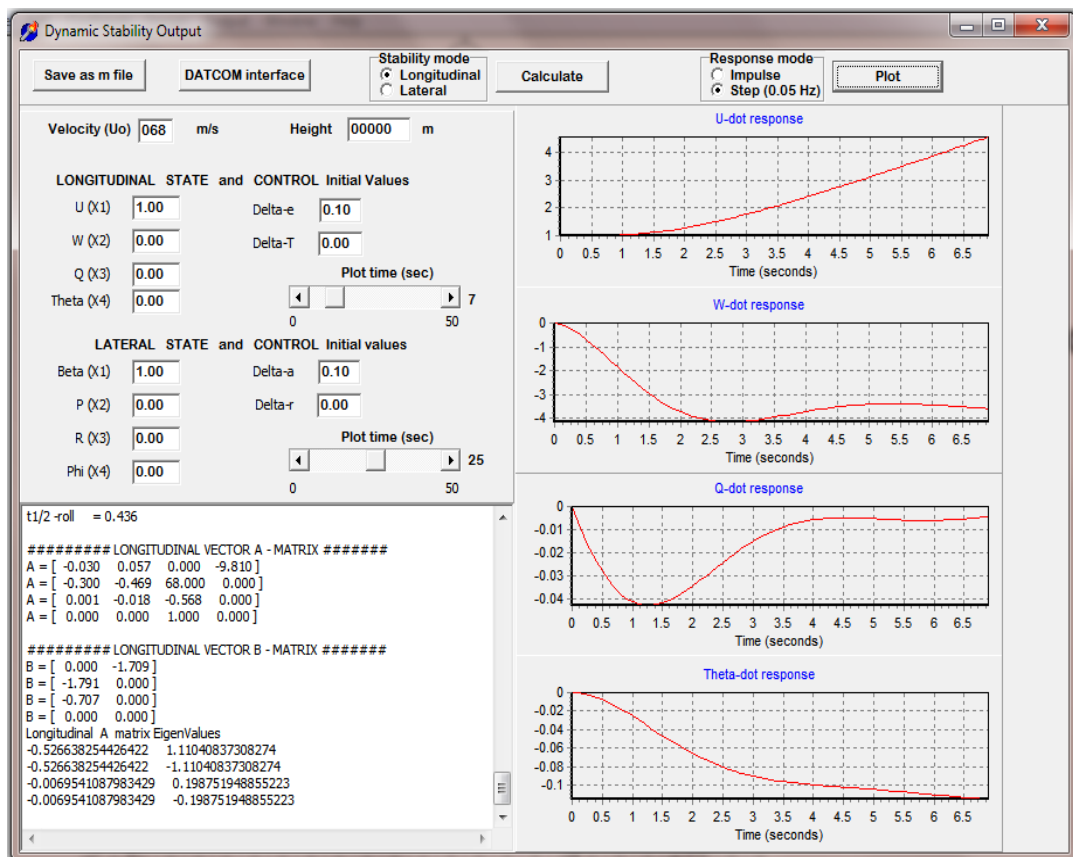 Dynamic Stability Output
Save as m file
DATCOM interface
Stability mode
Longitudinal
Lateral
Calculate
Response mode
Impulse
Step (0.05 Hz)
Plot
Velocity (Uo) 068 m/s Height 00000 m
LONGITUDINAL STATE and CONTROL Initial Values
U (X1) 1.00 Delta-e 0.10
W (X2) 0.00 Delta-T 0.00
Q (X3) 0.00 Plot time (sec)
Theta (X4) 0.00 7
0 50
LATERAL STATE and CONTROL Initial values
Beta (X1) 1.00 Delta-a 0.10
P (X2) 0.00 Delta-r 0.00
R (X3) 0.00 Plot time (sec)
25
Phi (X4) 0.00
0 50
t1/2 -roll = 0.436
######### LONGITUDINAL VECTOR A - MATRIX #######
A = [ -0.030 0.057 0.000 -9.810 ]
A = [ -0.300 -0.469 68.000 0.000 ]
A = [ 0.001 -0.018 -0.568 0.000 ]
A = [ 0.000 0.000 1.000 0.000 ]
######### LONGITUDINAL VECTOR B - MATRIX #######
B = [ 0.000 -1.709 ]
B = [ -1.791 0.000 ]
B = [ -0.707 0.000 ]
B = [ 0.000 0.000 ]
Longitudinal A matrix EigenValues
-0.526638254426422 1.11040837308274
-0.526638254426422 -1.11040837308274
-0.0069541087983429 0.198751948855223
-0.0069541087983429 -0.198751948855223
U-dot response
4
3
2
1
0 0.5 1 1.5 2 2.5 3 3.5 4 4.5 5 5.5 6 6.5
Time (seconds)
W-dot response
0
-1
-2
-3
-4
0 0.5 1 1.5 2 2.5 3 3.5 4 4.5 5 5.5 6 6.5
Time (seconds)
Q-dot response
0
-0.01
-0.02
-0.03
-0.04
0 0.5 1 1.5 2 2.5 3 3.5 4 4.5 5 5.5 6 6.5
Time (seconds)
Theta-dot response
0
-0.02
-0.04
-0.06
-0.08
-0.1
0 0.5 1 1.5 2 2.5 3 3.5 4 4.5 5 5.5 6 6.5
Time (seconds)